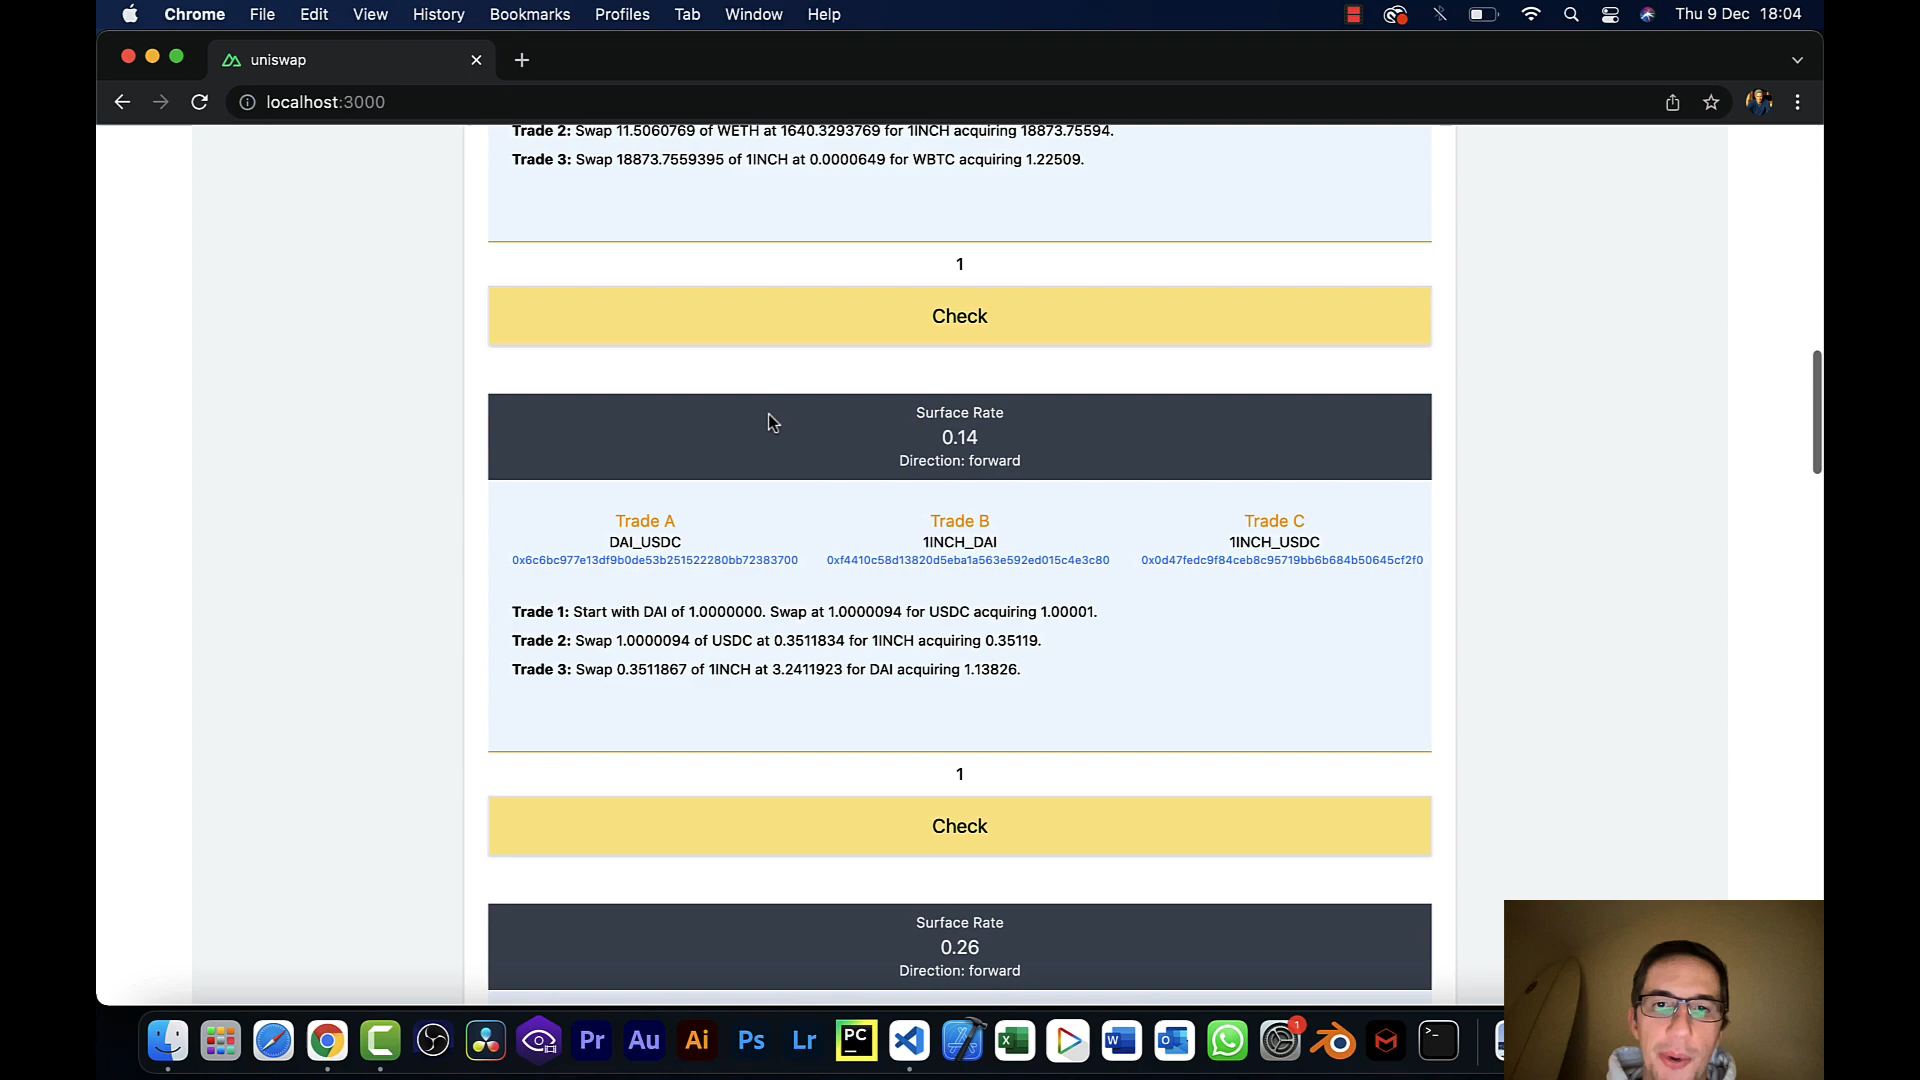 Chrome File Edit View History Bookmarks Profiles Tab Window Help Thu 9 Dec 18:04
uniswap
localhost:3000
Trade 2: Swap 11.5060769 of WETH at 1640.3293769 for 1INCH acquiring 18873.75594.
Trade 3: Swap 18873.7559395 of 1INCH at 0.0000649 for WBTC acquiring 1.22509.
1
Check
Surface Rate
0.14
Direction: forward
Trade A Trade B Trade C
DAI_USDC 1INCH_DAI 1INCH_USDC
0x6c6bc977e13df9b0de53b251522280bb72383700 0xf4410c58d13820d5eba1a563e592ed015c4e3c80 0x0d47fedc9f84ceb8c95719bb6b684b50645cf2f0
Trade 1: Start with DAI of 1.0000000. Swap at 1.0000094 for USDC acquiring 1.00001.
Trade 2: Swap 1.0000094 of USDC at 0.3511834 for 1INCH acquiring 0.35119.
Trade 3: Swap 0.3511867 of 1INCH at 3.2411923 for DAI acquiring 1.13826.
1
Check
Surface Rate
0.26
Direction: forward
Pr Au Ai Ps Lr PC X W O 1